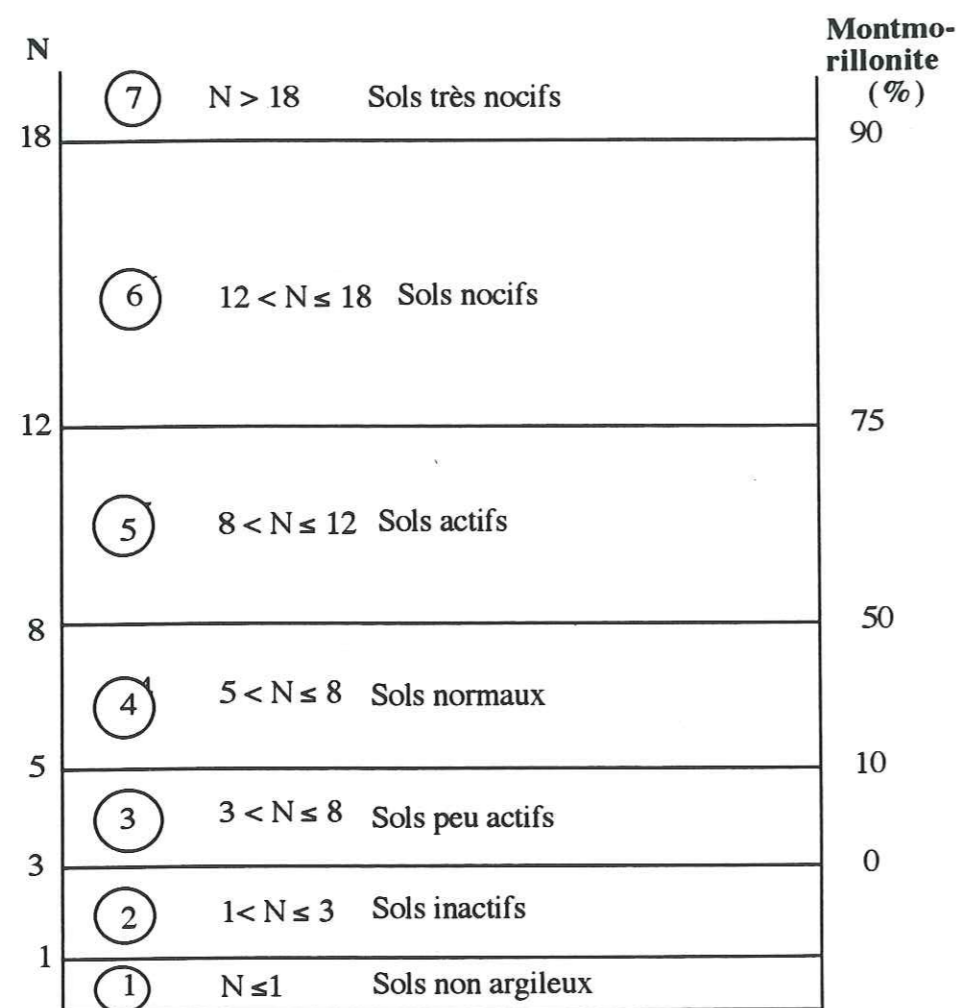 N
Montmo-
rillonite
(%)
7 N > 18 Sols très nocifs
18 90
6 12 < N ≤ 18 Sols nocifs
12 75
5 8 < N ≤ 12 Sols actifs
8 50
4 5 < N ≤ 8 Sols normaux
5 10
3 3 < N ≤ 8 Sols peu actifs
3 0
2 1< N ≤ 3 Sols inactifs
1
1 N ≤1 Sols non argileux